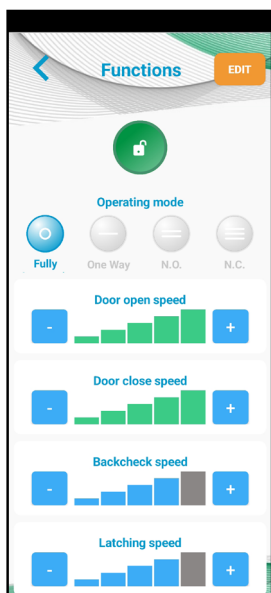 Functions
EDIT
Operating mode
Fully
One Way
N.O.
N.C.
Door open speed
-
+
Door close speed
-
+
Backcheck speed
-
+
Latching speed
-
+